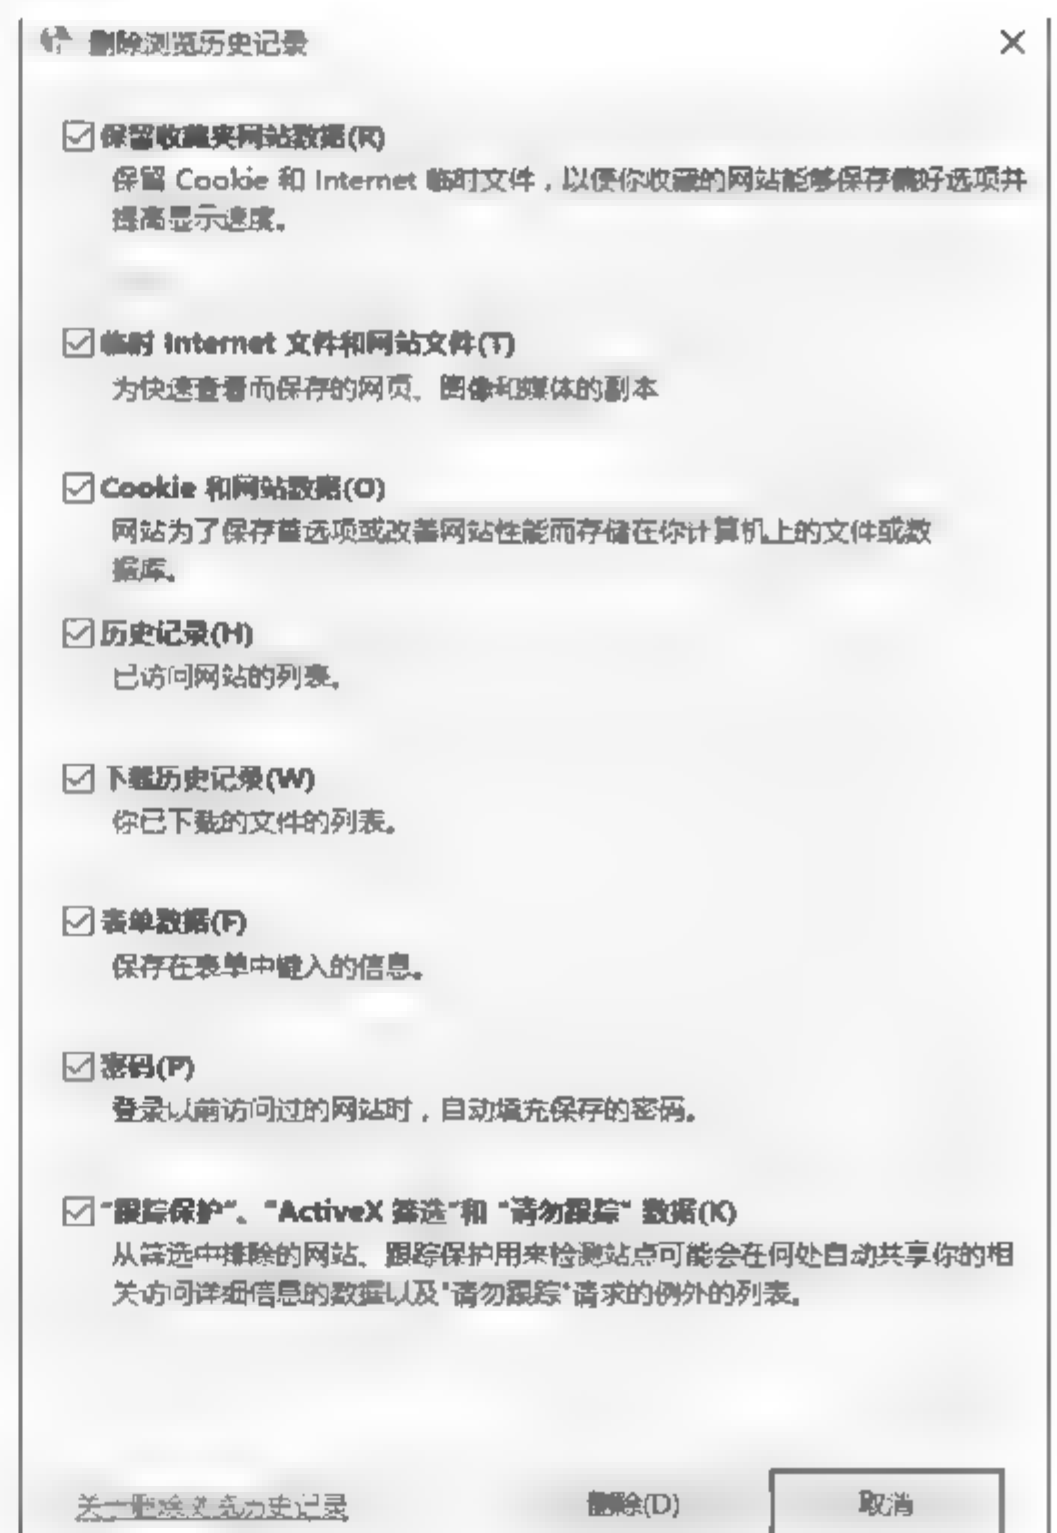 删除浏览历史记录
保留收藏夹网站数据(R)
保留 Cookie 和 Internet 临时文件，以便你收藏的网站能够保存偏好选项并
提高显示速度。
临时 Internet 文件和网站文件(T)
为快速查看而保存的网页、图像和媒体的副本
Cookie 和网站数据(O)
网站为了保存首选项或改善网站性能而存储在你计算机上的文件或数
据库。
历史记录(H)
已访问网站的列表。
下载历史记录(W)
你已下载的文件的列表。
表单数据(F)
保存在表单中键入的信息。
密码(P)
登录以前访问过的网站时，自动填充保存的密码。
"跟踪保护"、"ActiveX 筛选"和 "请勿跟踪" 数据(K)
从筛选中排除的网站、跟踪保护用来检测站点可能会在何处自动共享你的相
关访问详细信息的数据以及"请勿跟踪"请求的例外的列表。
关于删除浏览历史记录
删除(D)
取消